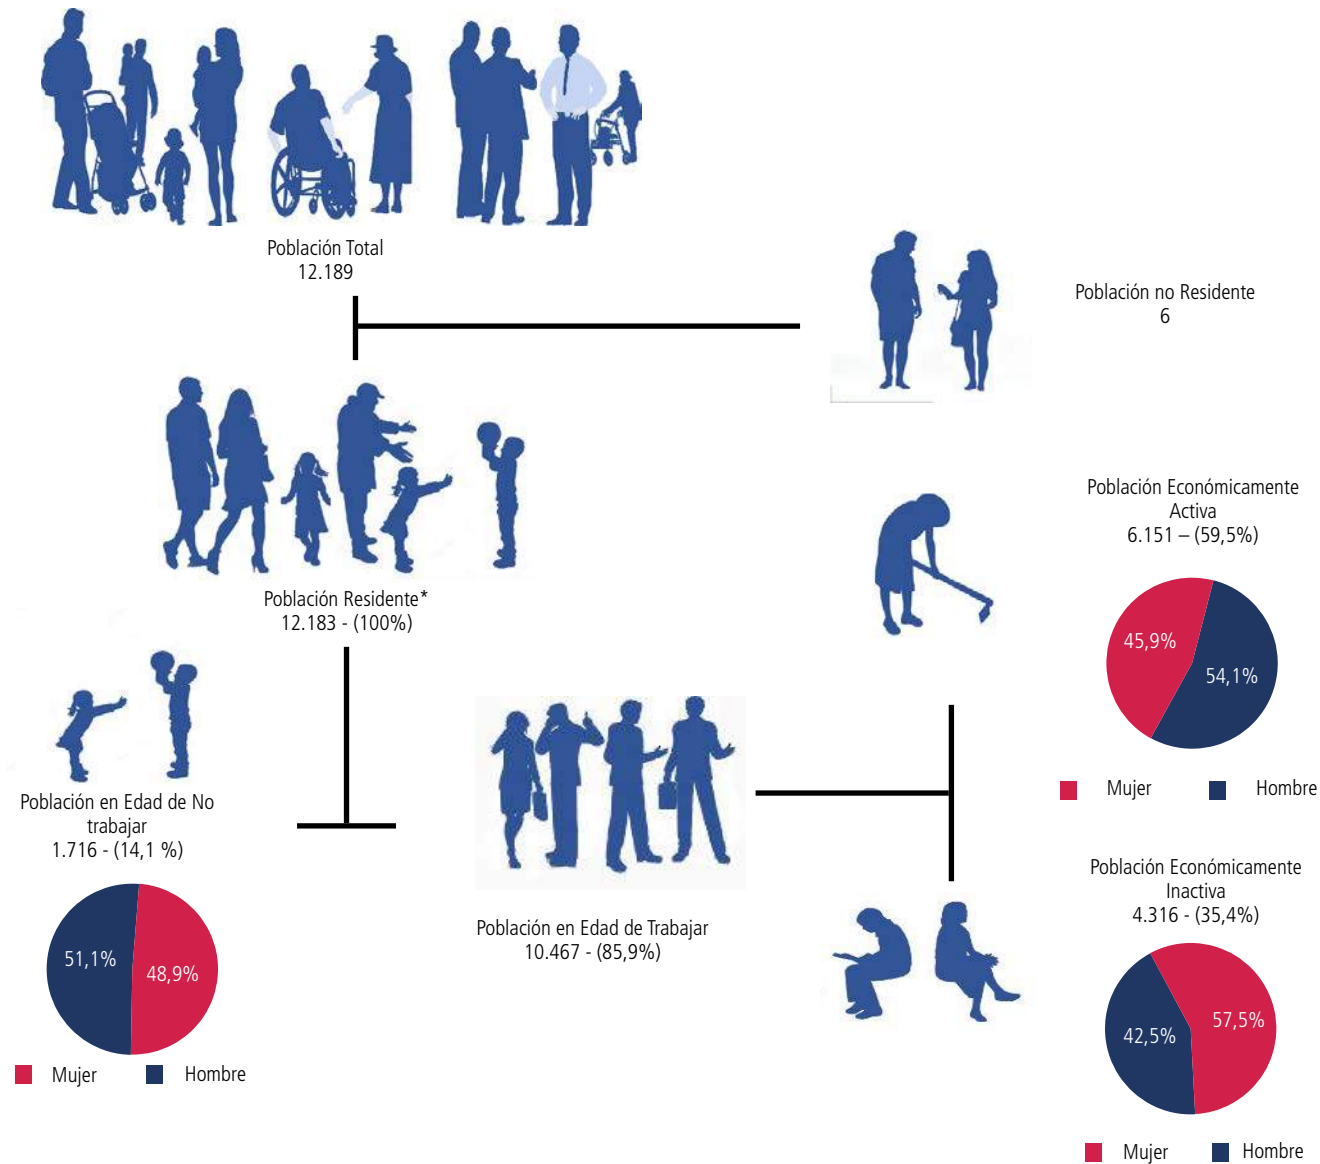 Población Total
12.189
Población no Residente
6
Población Residente*
12.183 - (100%)
Población Económicamente
Activa
6.151 – (59,5%)
45,9%
54,1%
Mujer
Hombre
Población en Edad de No
trabajar
1.716 - (14,1 %)
51,1%
48,9%
Mujer
Hombre
Población en Edad de Trabajar
10.467 - (85,9%)
Población Económicamente
Inactiva
4.316 - (35,4%)
57,5%
42,5%
Mujer
Hombre